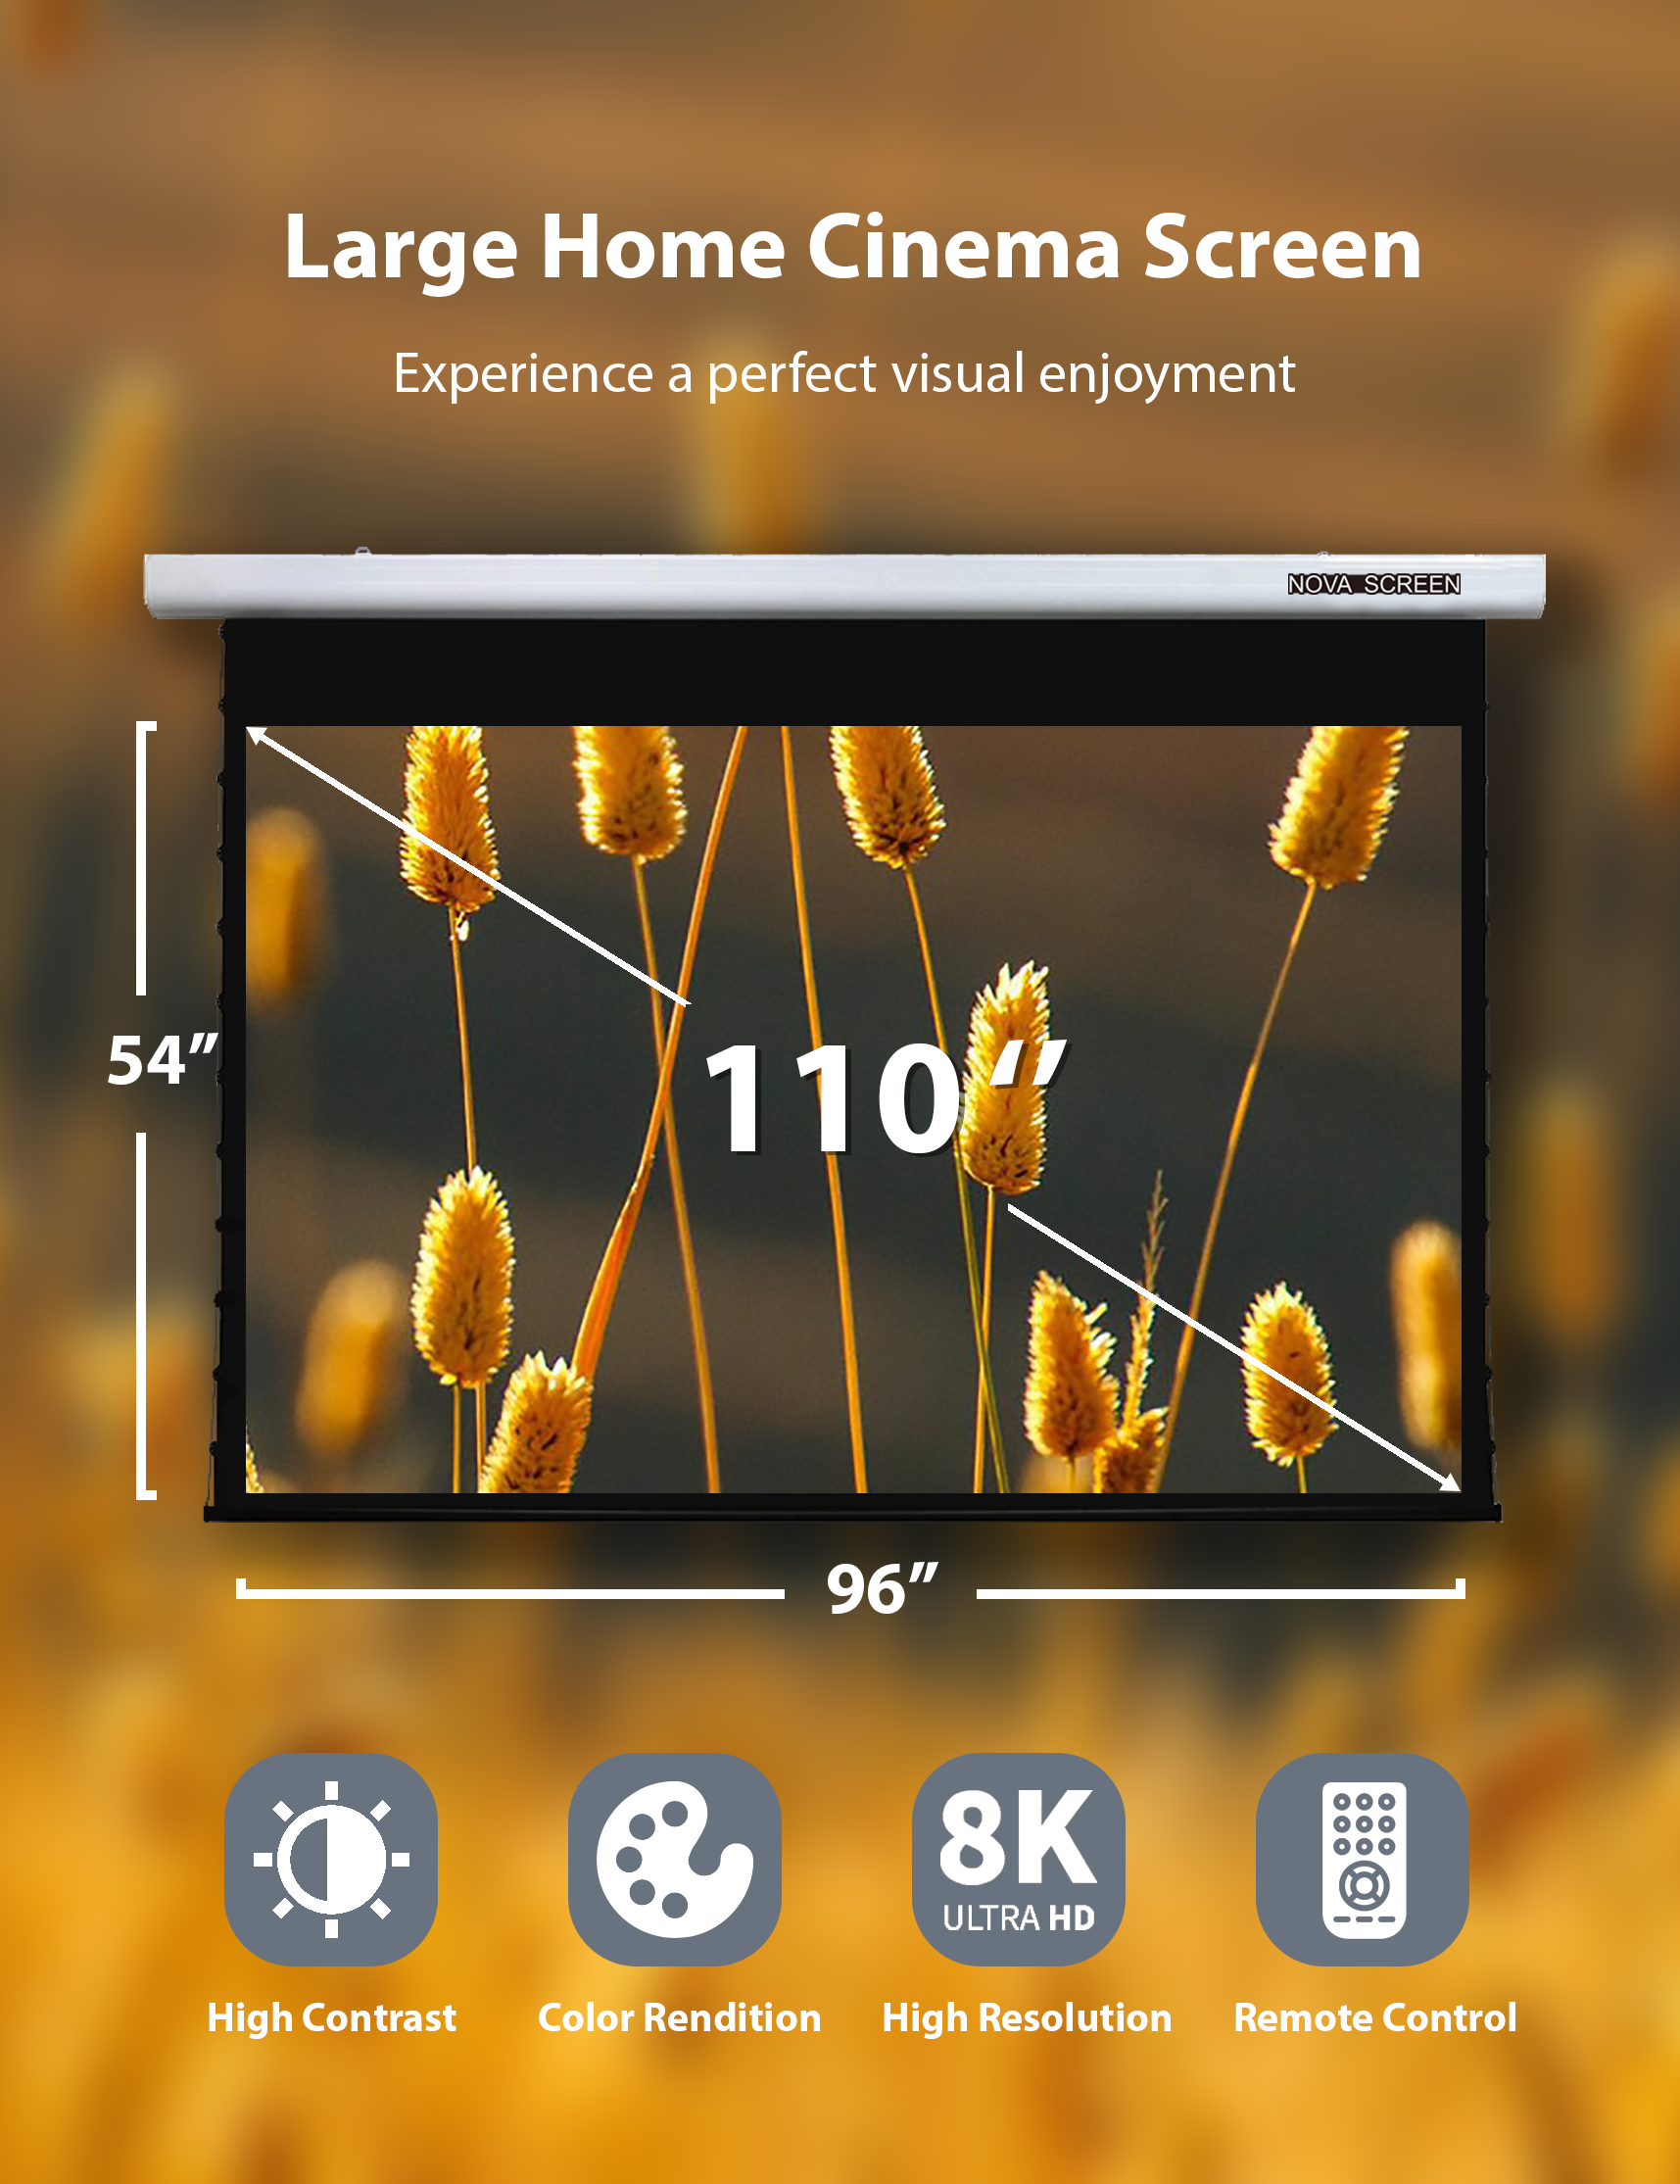 Large Home Cinema Screen
Experience a perfect visual enjoyment
NOVA SCREEN
54”
110“
96”
8K
ULTRA HD
High Contrast
Color Rendition
High Resolution
Remote Control